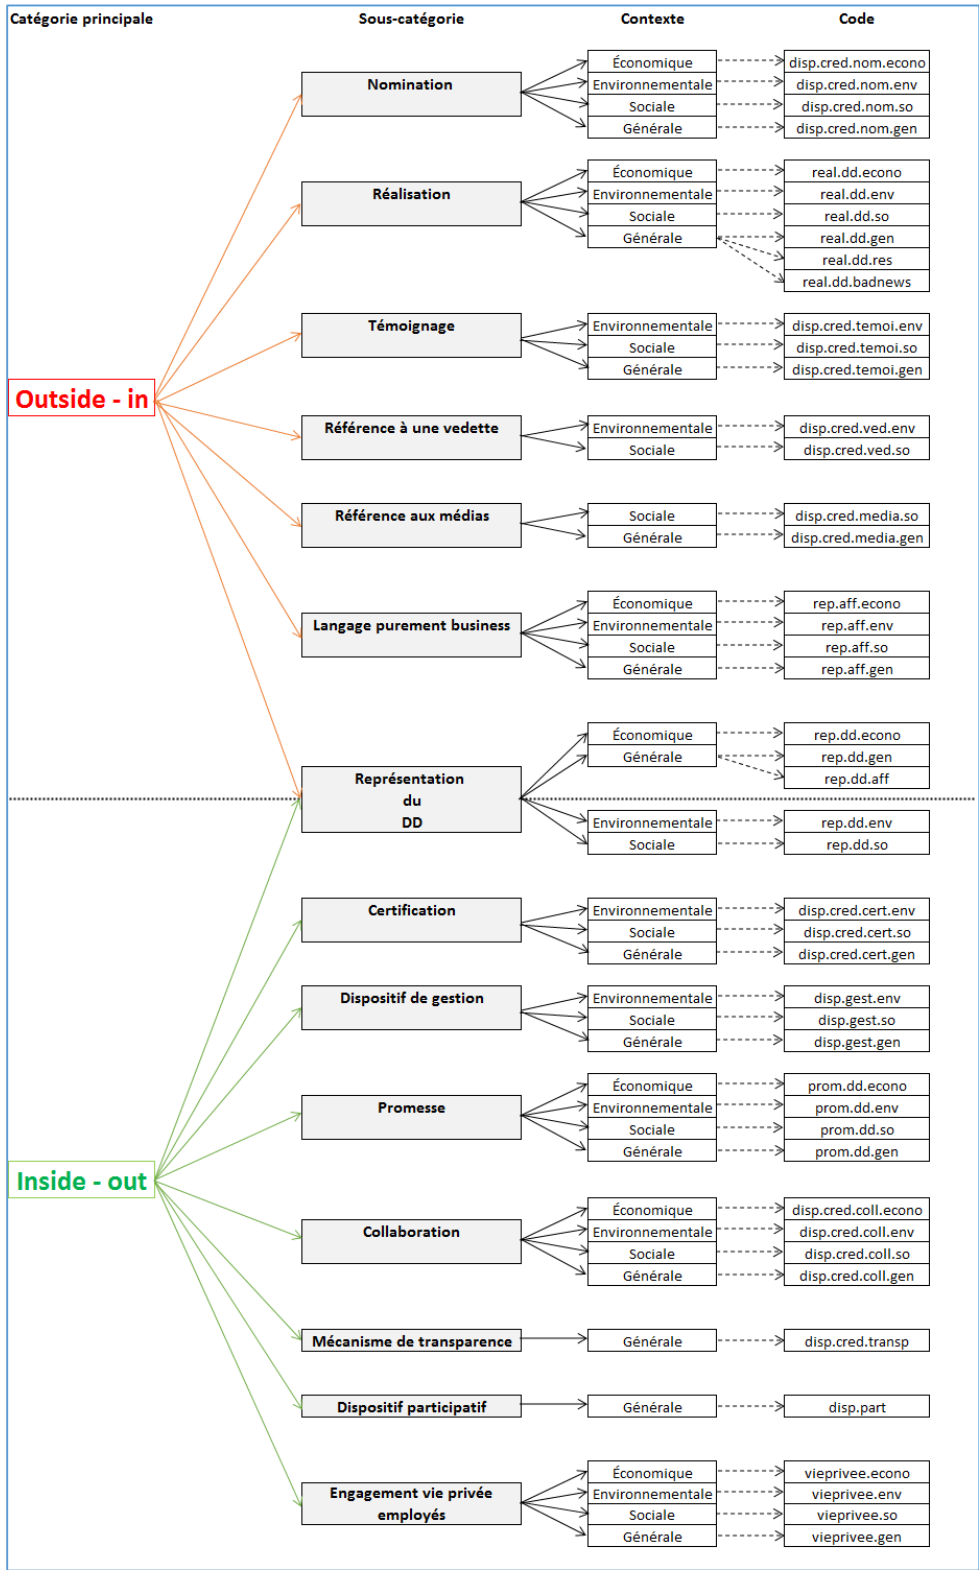 Catégorie principale Sous-catégorie Contexte Code
Nomination
Économique disp.cred.nom.econo
Environnementale disp.cred.nom.env
Sociale disp.cred.nom.so
Générale disp.cred.nom.gen
Réalisation
Économique real.dd.econo
Environnementale real.dd.env
Sociale real.dd.so
Générale real.dd.gen
real.dd.res
real.dd.badnews
Témoignage
Environnementale disp.cred.temoi.env
Sociale disp.cred.temoi.so
Générale disp.cred.temoi.gen
Outside - in
Référence à une vedette
Environnementale disp.cred.ved.env
Sociale disp.cred.ved.so
Référence aux médias
Sociale disp.cred.media.so
Générale disp.cred.media.gen
Langage purement business
Économique rep.aff.econo
Environnementale rep.aff.env
Sociale rep.aff.so
Générale rep.aff.gen
Représentation
du
DD
Économique rep.dd.econo
Générale rep.dd.gen
rep.dd.aff
Environnementale rep.dd.env
Sociale rep.dd.so
Certification
Environnementale disp.cred.cert.env
Sociale disp.cred.cert.so
Générale disp.cred.cert.gen
Dispositif de gestion
Environnementale disp.gest.env
Sociale disp.gest.so
Générale disp.gest.gen
Promesse
Économique prom.dd.econo
Environnementale prom.dd.env
Sociale prom.dd.so
Générale prom.dd.gen
Inside - out
Collaboration
Économique disp.cred.coll.econo
Environnementale disp.cred.coll.env
Sociale disp.cred.coll.so
Générale disp.cred.coll.gen
Mécanisme de transparence Générale disp.cred.transp
Dispositif participatif Générale disp.part
Engagement vie privée
employés
Économique vieprivee.econo
Environnementale vieprivee.env
Sociale vieprivee.so
Générale vieprivee.gen